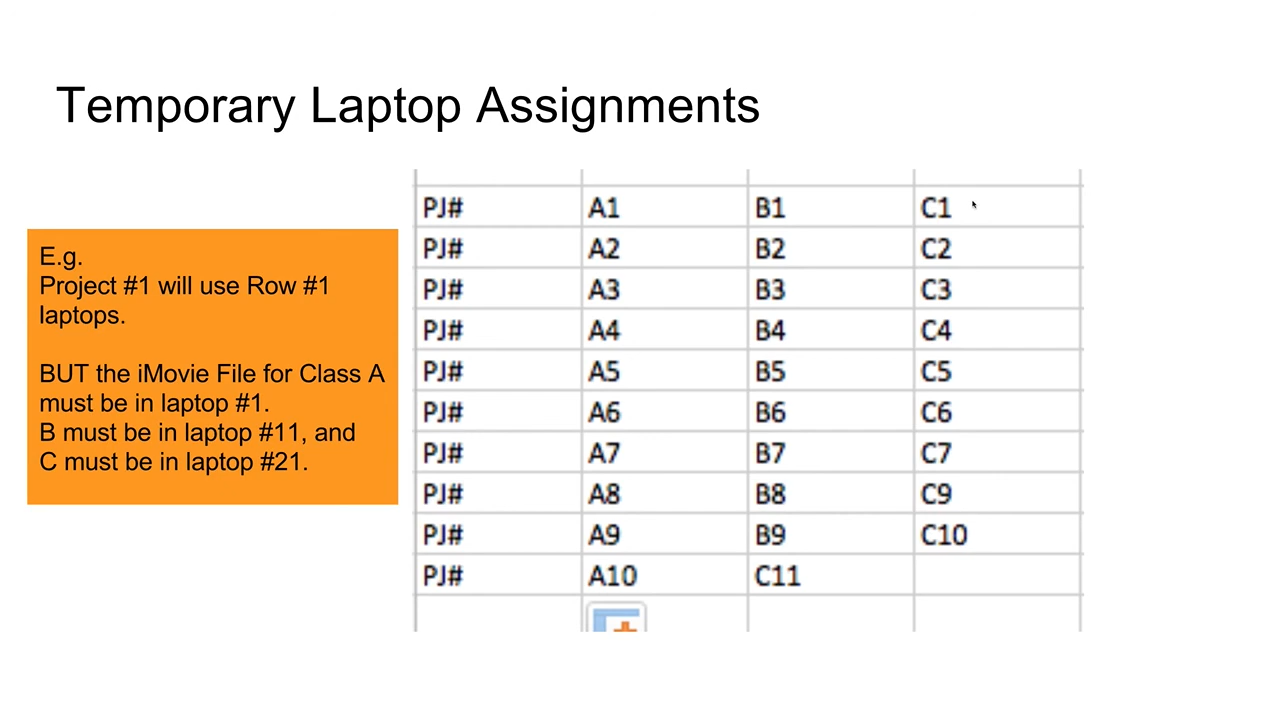 Temporary Laptop Assignments
E.g.
Project #1 will use Row #1
laptops.
BUT the iMovie File for Class A
must be in laptop #1.
B must be in laptop #11, and
C must be in laptop #21.
PJ# A1 B1 C1
PJ# A2 B2 C2
PJ# A3 B3 C3
PJ# A4 B4 C4
PJ# A5 B5 C5
PJ# A6 B6 C6
PJ# A7 B7 C7
PJ# A8 B8 C9
PJ# A9 B9 C10
PJ# A10 C11